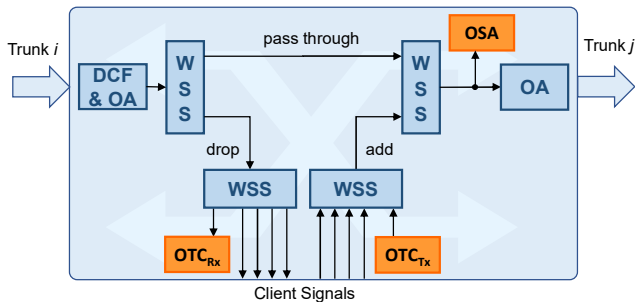 Trunk i
pass through
OSA
Trunk j
DCF
& OA
W
S
S
W
S
S
OA
drop
add
WSS
WSS
OTCRx
OTCTx
Client Signals